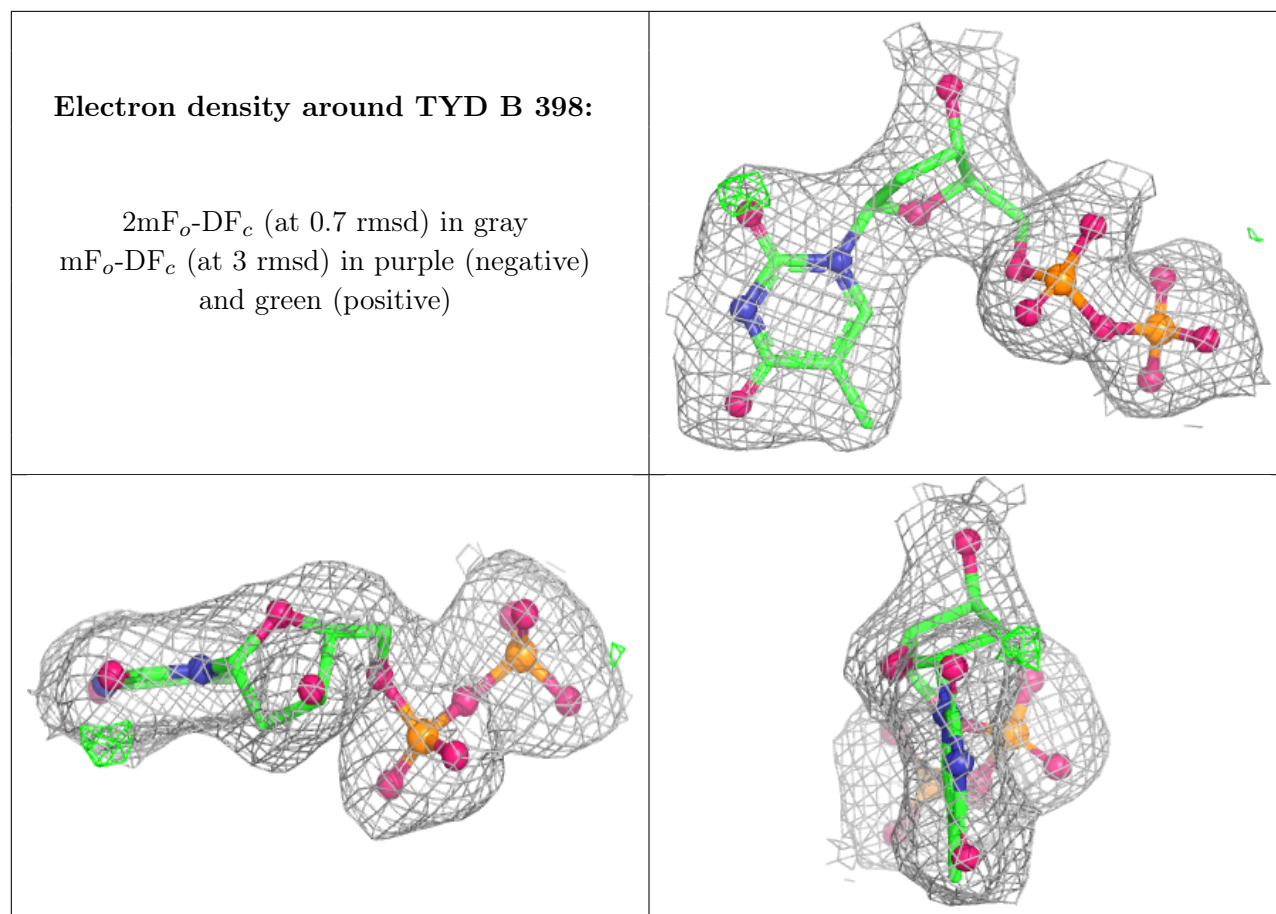 Electron density around TYD B 398:
2mFo-DFc (at 0.7 rmsd) in gray
mFo-DFc (at 3 rmsd) in purple (negative)
and green (positive)